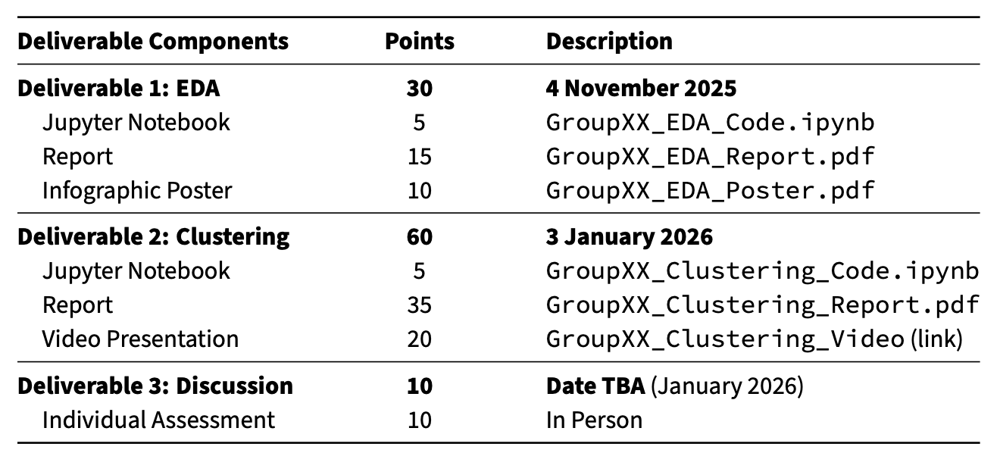 Deliverable Components Points Description
Deliverable 1: EDA 30 4 November 2025
Jupyter Notebook 5 GroupXX_EDA_Code.ipynb
Report 15 GroupXX_EDA_Report.pdf
Infographic Poster 10 GroupXX_EDA_Poster.pdf
Deliverable 2: Clustering 60 3 January 2026
Jupyter Notebook 5 GroupXX_Clustering_Code.ipynb
Report 35 GroupXX_Clustering_Report.pdf
Video Presentation 20 GroupXX_Clustering_Video (link)
Deliverable 3: Discussion 10 Date TBA (January 2026)
Individual Assessment 10 In Person